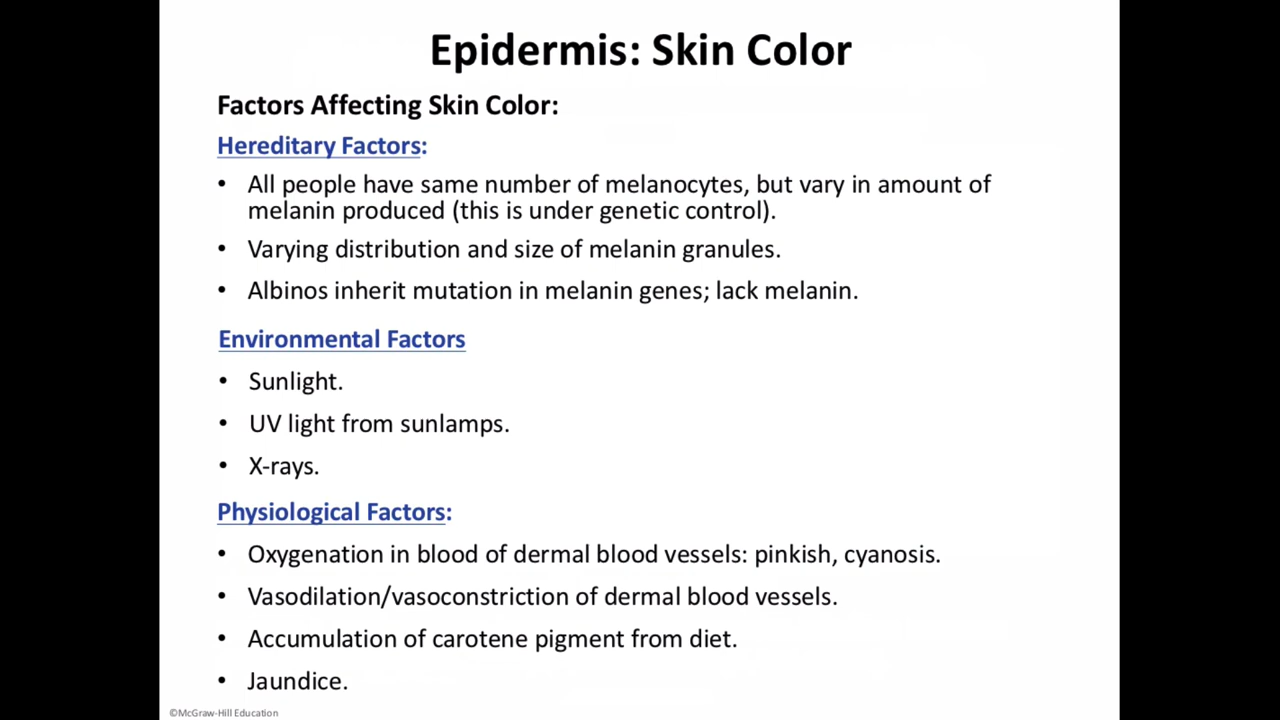 Epidermis: Skin Color
Factors Affecting Skin Color:
Hereditary Factors:
• All people have same number of melanocytes, but vary in amount of
melanin produced (this is under genetic control).
• Varying distribution and size of melanin granules.
• Albinos inherit mutation in melanin genes; lack melanin.
Environmental Factors
• Sunlight.
• UV light from sunlamps.
• X-rays.
Physiological Factors:
• Oxygenation in blood of dermal blood vessels: pinkish, cyanosis.
• Vasodilation/vasoconstriction of dermal blood vessels.
• Accumulation of carotene pigment from diet.
• Jaundice.
©McGraw-Hill Education